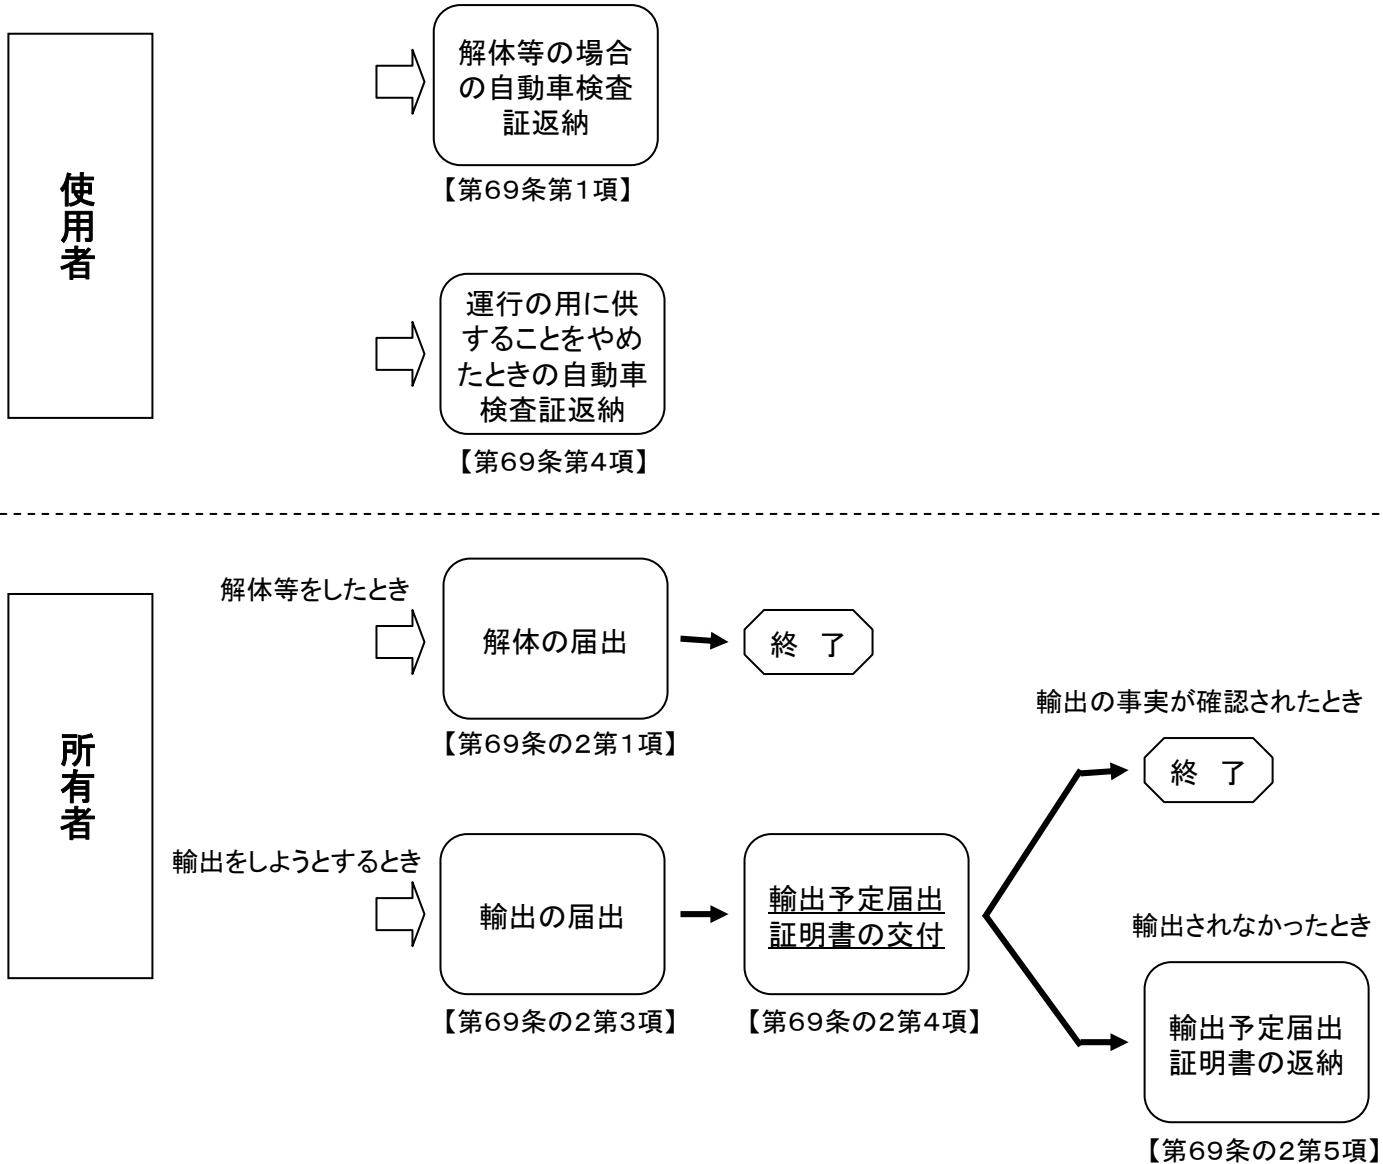 使用者
解体等の場合
の自動車検査
証返納
【第69条第1項】
運行の用に供
することをやめ
たときの自動車
検査証返納
【第69条第4項】
所有者
解体等をしたとき
解体の届出
【第69条の2第1項】
終　了
輸出をしようとするとき
輸出の届出
【第69条の2第3項】
輸出予定届出
証明書の交付
【第69条の2第4項】
輸出の事実が確認されたとき
終　了
輸出されなかったとき
輸出予定届出
証明書の返納
【第69条の2第5項】